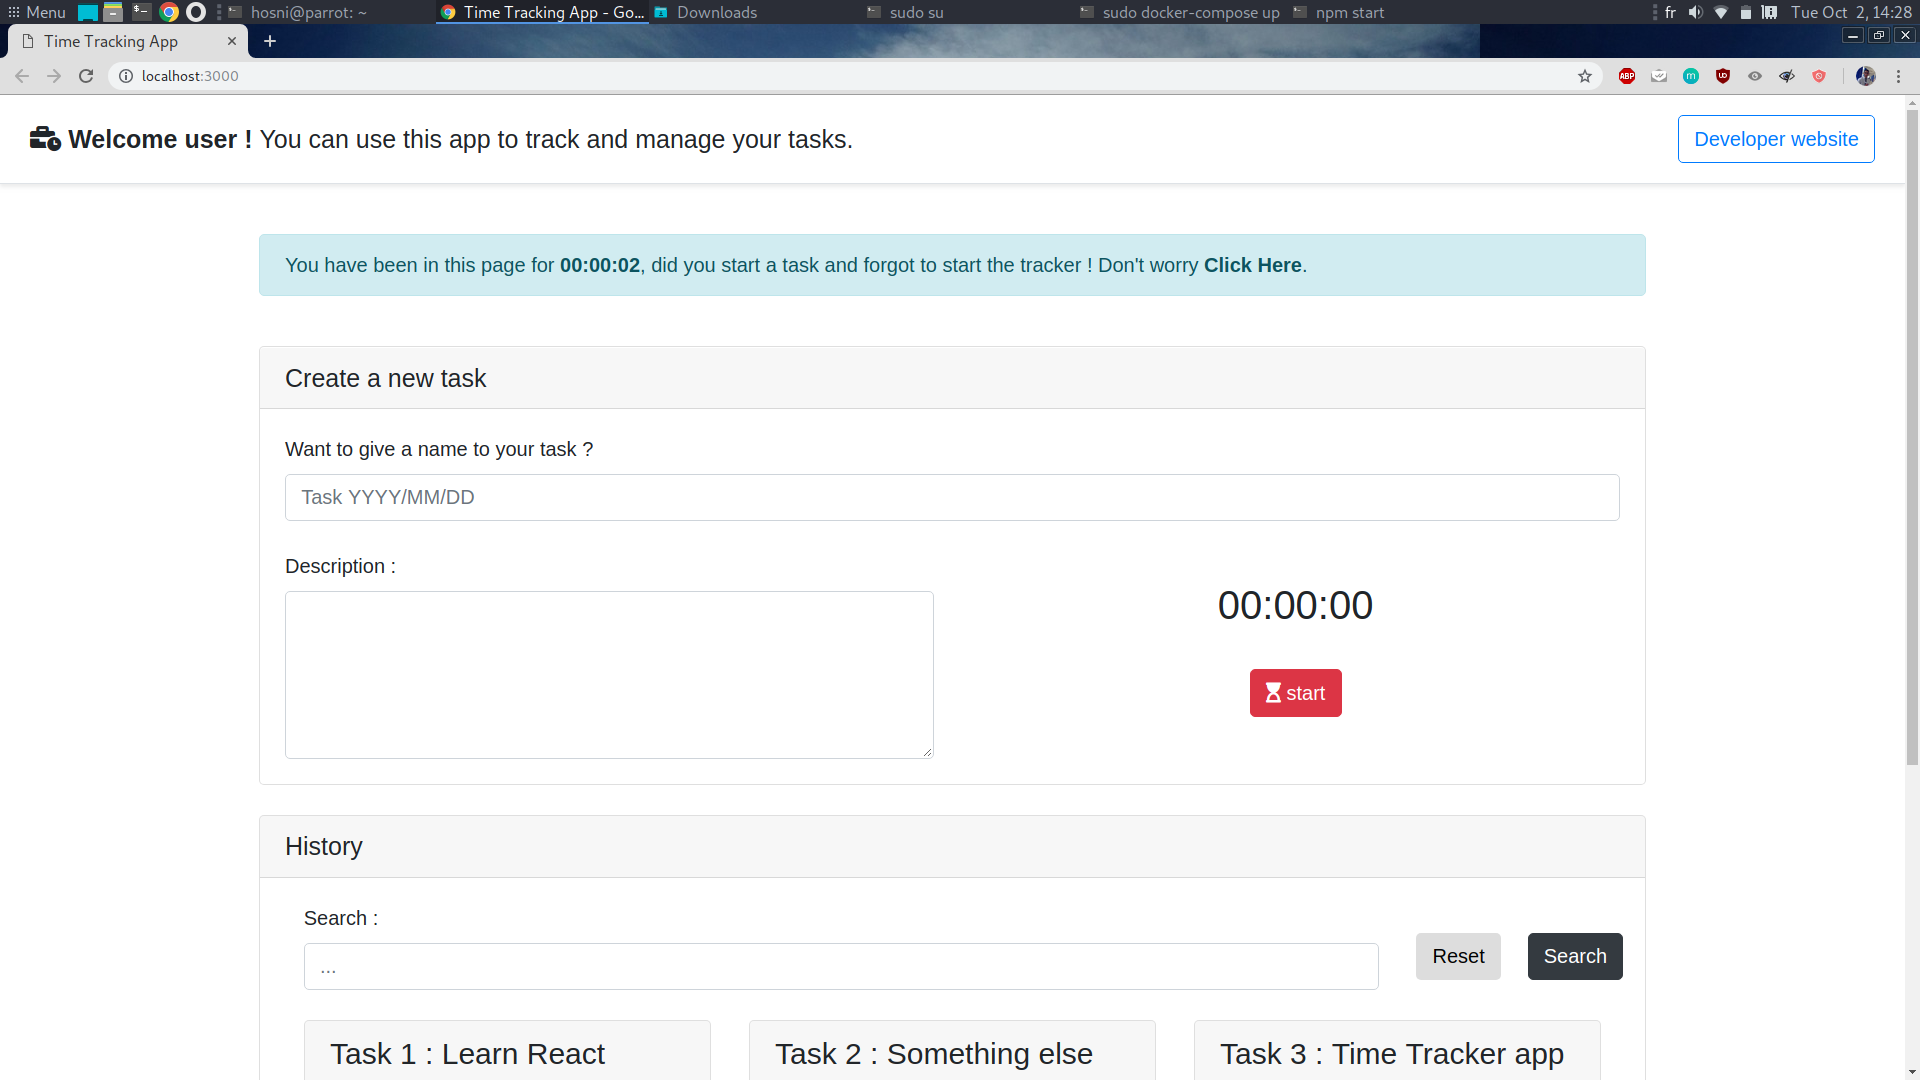 Menu
hosni@parrot: ~
Time Tracking App - Go...
Downloads
sudo su
sudo docker-compose up
npm start
fr
Tue Oct 2, 14:28
Time Tracking App
localhost:3000
ABP
m
Welcome user ! You can use this app to track and manage your tasks.
Developer website
You have been in this page for 00:00:02, did you start a task and forgot to start the tracker ! Don't worry Click Here.
Create a new task
Want to give a name to your task ?
Task YYYY/MM/DD
Description :
00:00:00
start
History
Search :
...
Reset
Search
Task 1 : Learn React
Task 2 : Something else
Task 3 : Time Tracker app